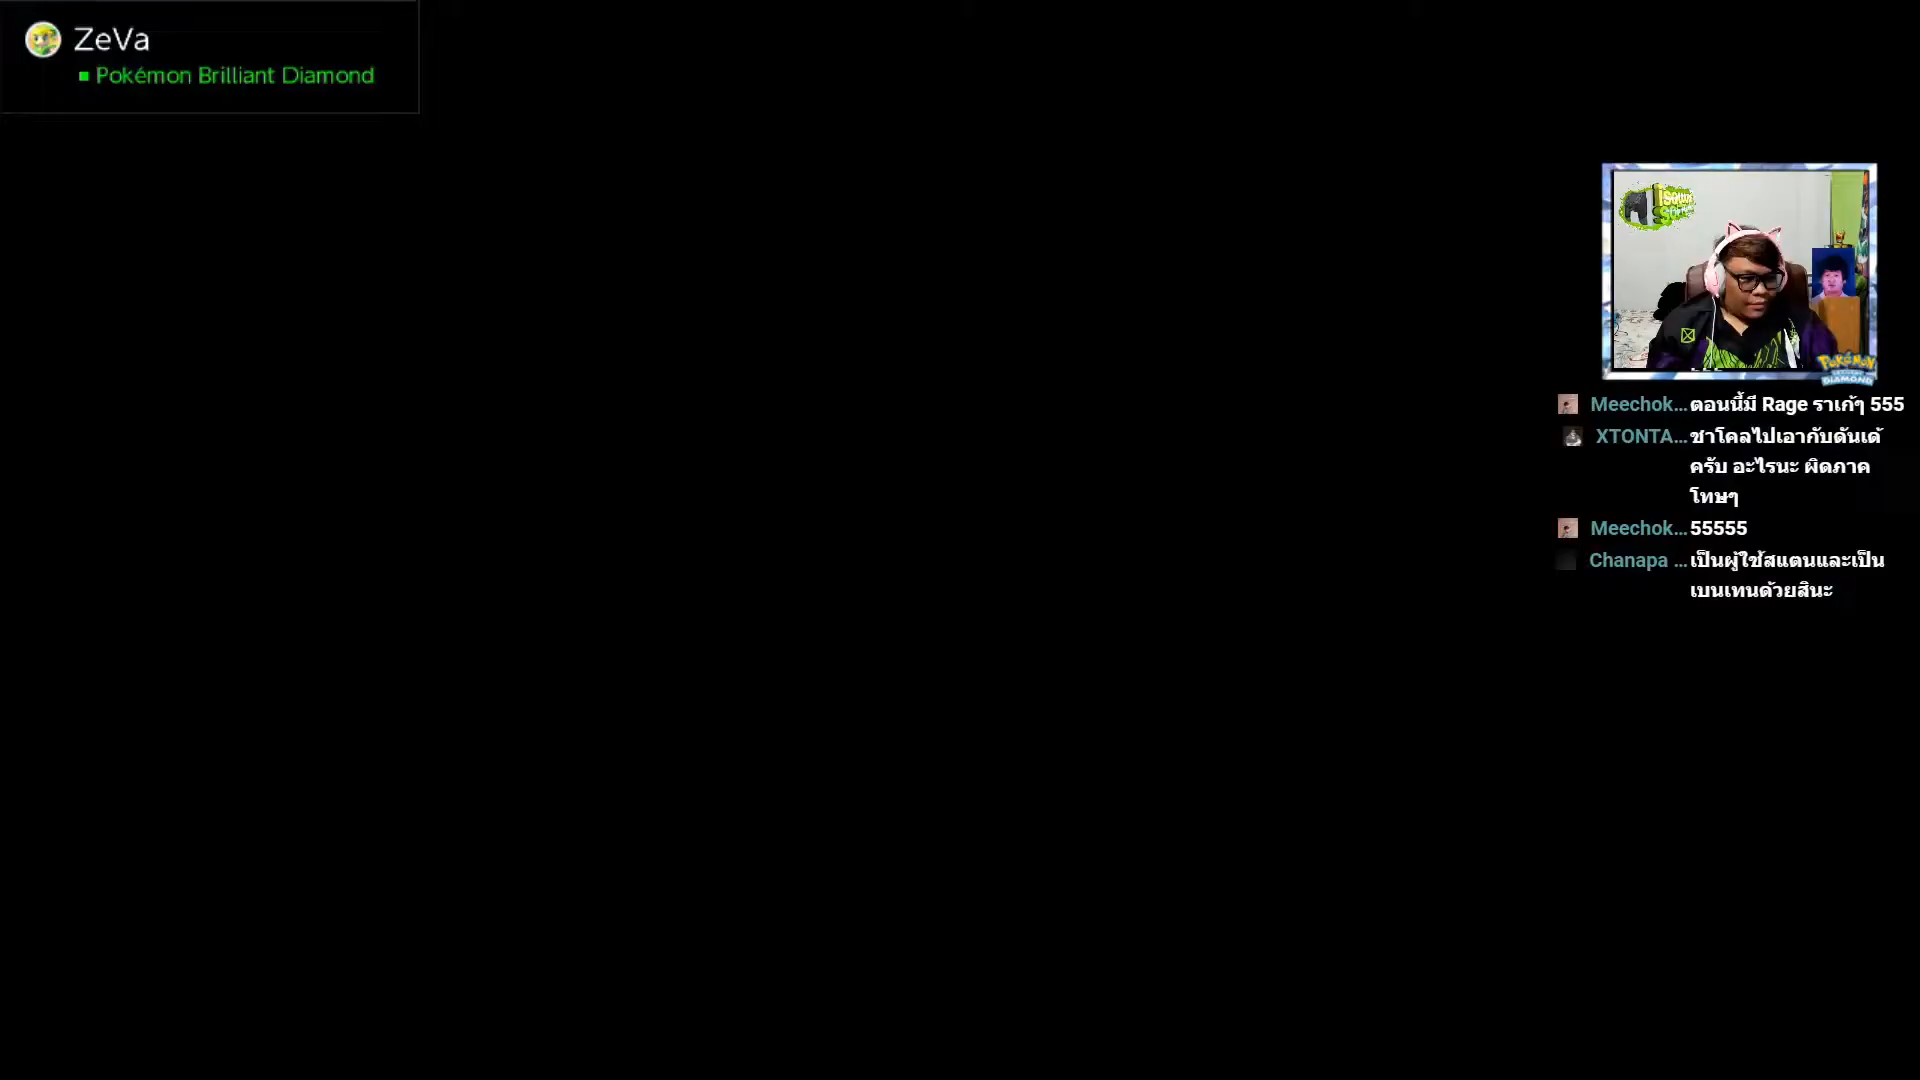 ZeVa
Pokémon Brilliant Diamond
Meechok... ตอนนี้มี Rage ราเก้ๆ 555
XTONTA... ซาโคลไปเอากับดันเด้
ครับ อะไรนะ ผิดภาค
โทษๆ
Meechok... 55555
Chanapa ... เป็นผู้ใช้สแตนและเป็น
เบนเทนด้วยสินะ
POKéMON
DIAMOND